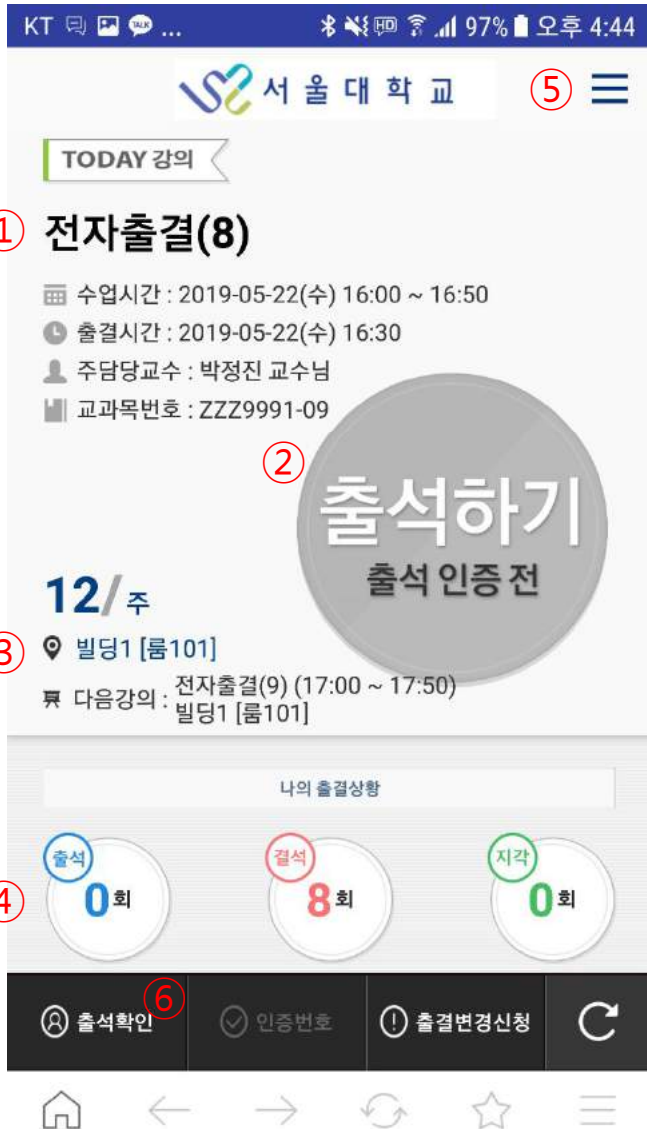 KT ... HD 97% 오후 4:44
서울대학교 ⑤
TODAY 강의
① 전자출결(8)
수업시간 : 2019-05-22(수) 16:00 ~ 16:50
출결시간 : 2019-05-22(수) 16:30
주담당교수 : 박정진 교수님
교과목번호 : ZZZ9991-09
②
출석하기
출석 인증 전
12/ 주
③ 빌딩1 [룸101]
다음강의 : 전자출결(9) (17:00 ~ 17:50)
빌딩1 [룸101]
나의 출결상황
출석 결석 지각
④ 0회 8회 0회
⑥
출석확인 인증번호 출결변경신청